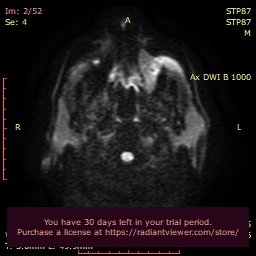 Im: 2/52
Se: 4
A
STP87
STP87
M
Ax DWI B 1000
R
L
You have 30 days left in your trial period.
Purchase a license at https://radiantviewer.com/store/